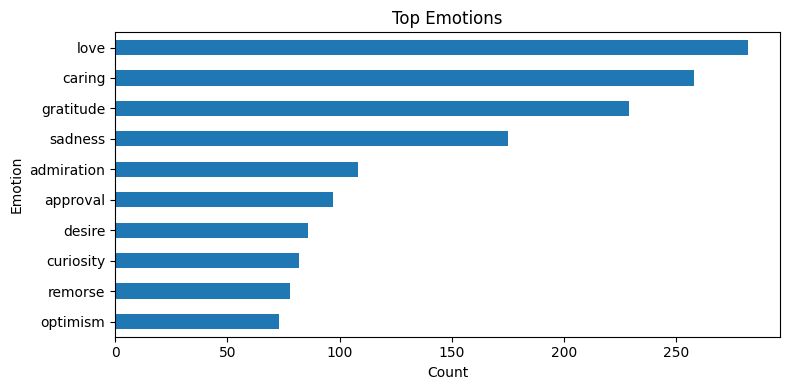 Top Emotions
love
caring
gratitude
sadness
admiration
approval
desire
curiosity
remorse
optimism
Emotion
0 50 100 150 200 250
Count